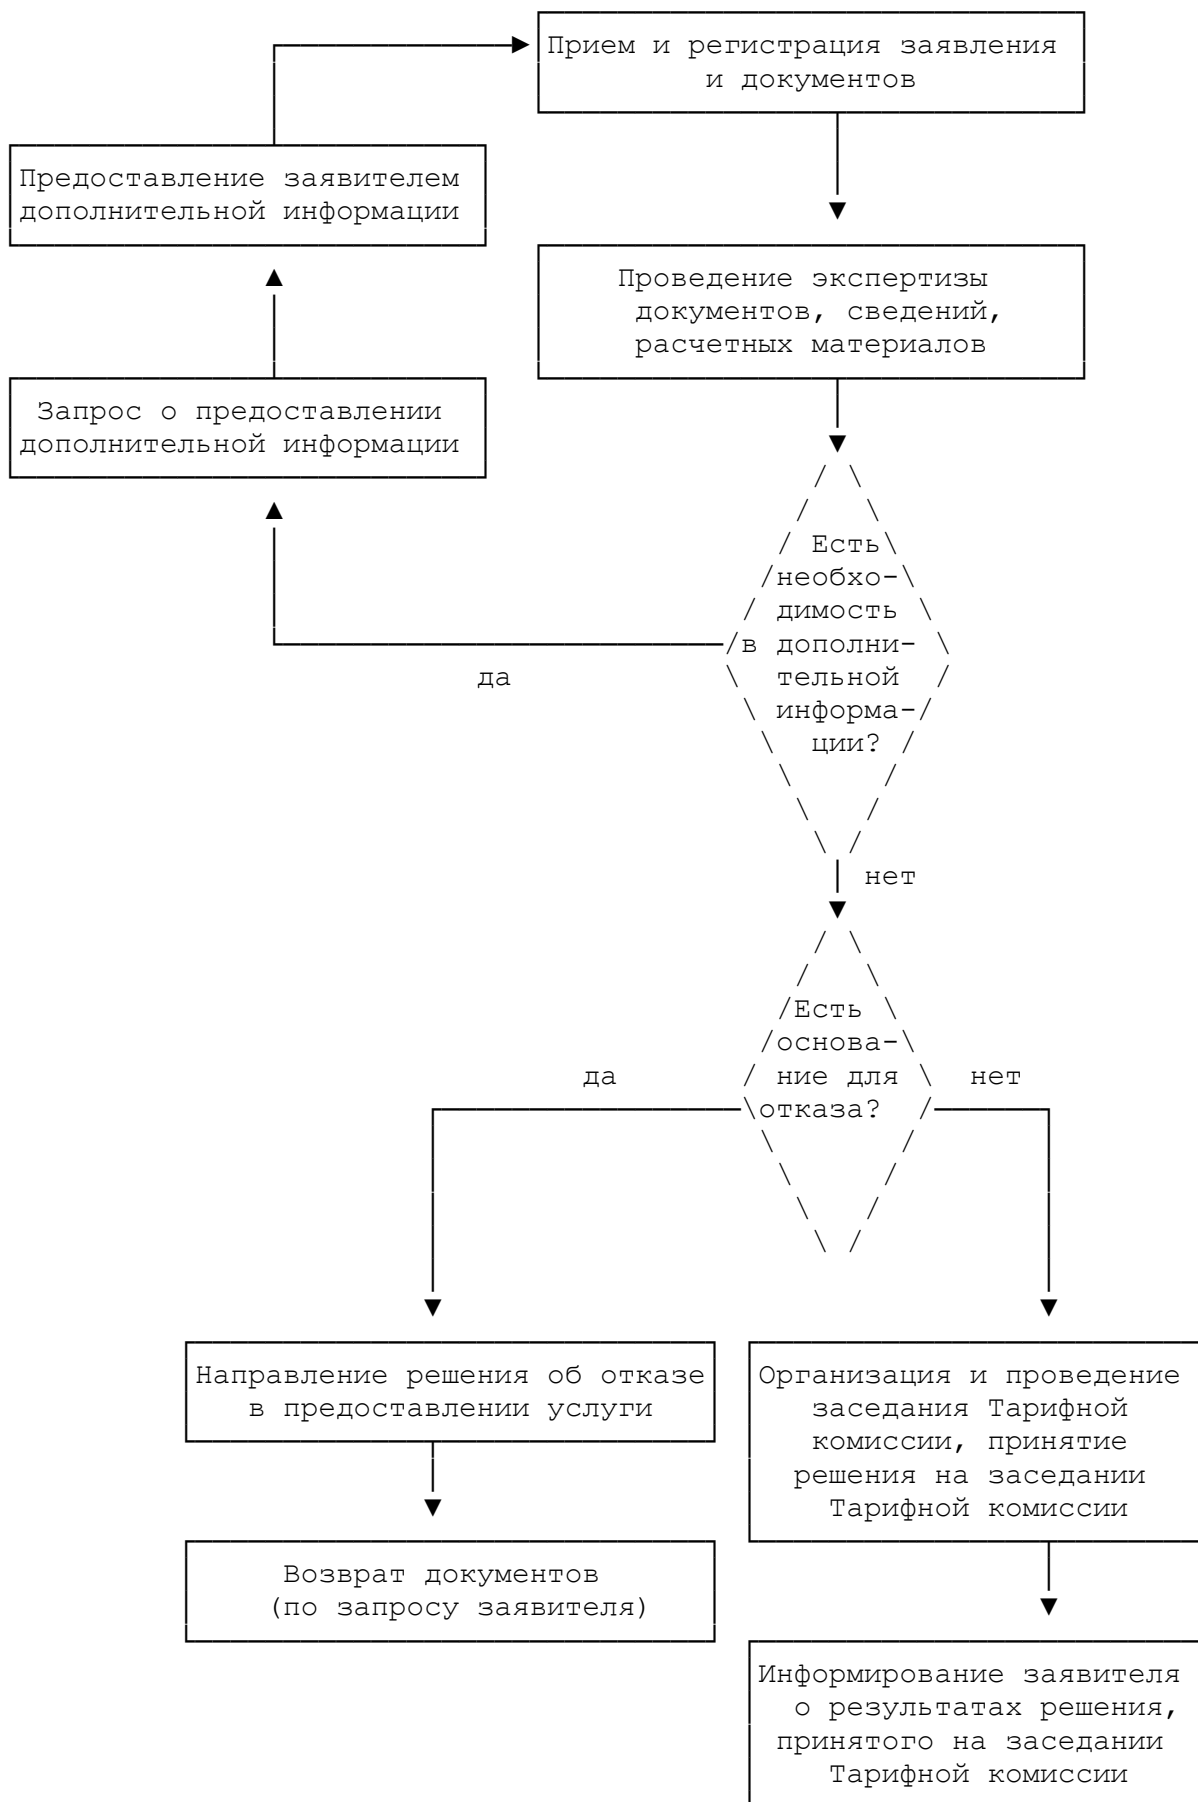 Прием и регистрация заявления
и документов
Предоставление заявителем
дополнительной информации
Проведение экспертизы
документов, сведений,
расчетных материалов
Запрос о предоставлении
дополнительной информации
Есть
необхо-
димость
в дополни-
тельной
информа-
ции?
да
нет
Есть
основа-
ние для
отказа?
да
нет
Направление решения об отказе
в предоставлении услуги
Организация и проведение
заседания Тарифной
комиссии, принятие
решения на заседании
Тарифной комиссии
Возврат документов
(по запросу заявителя)
Информирование заявителя
о результатах решения,
принятого на заседании
Тарифной комиссии